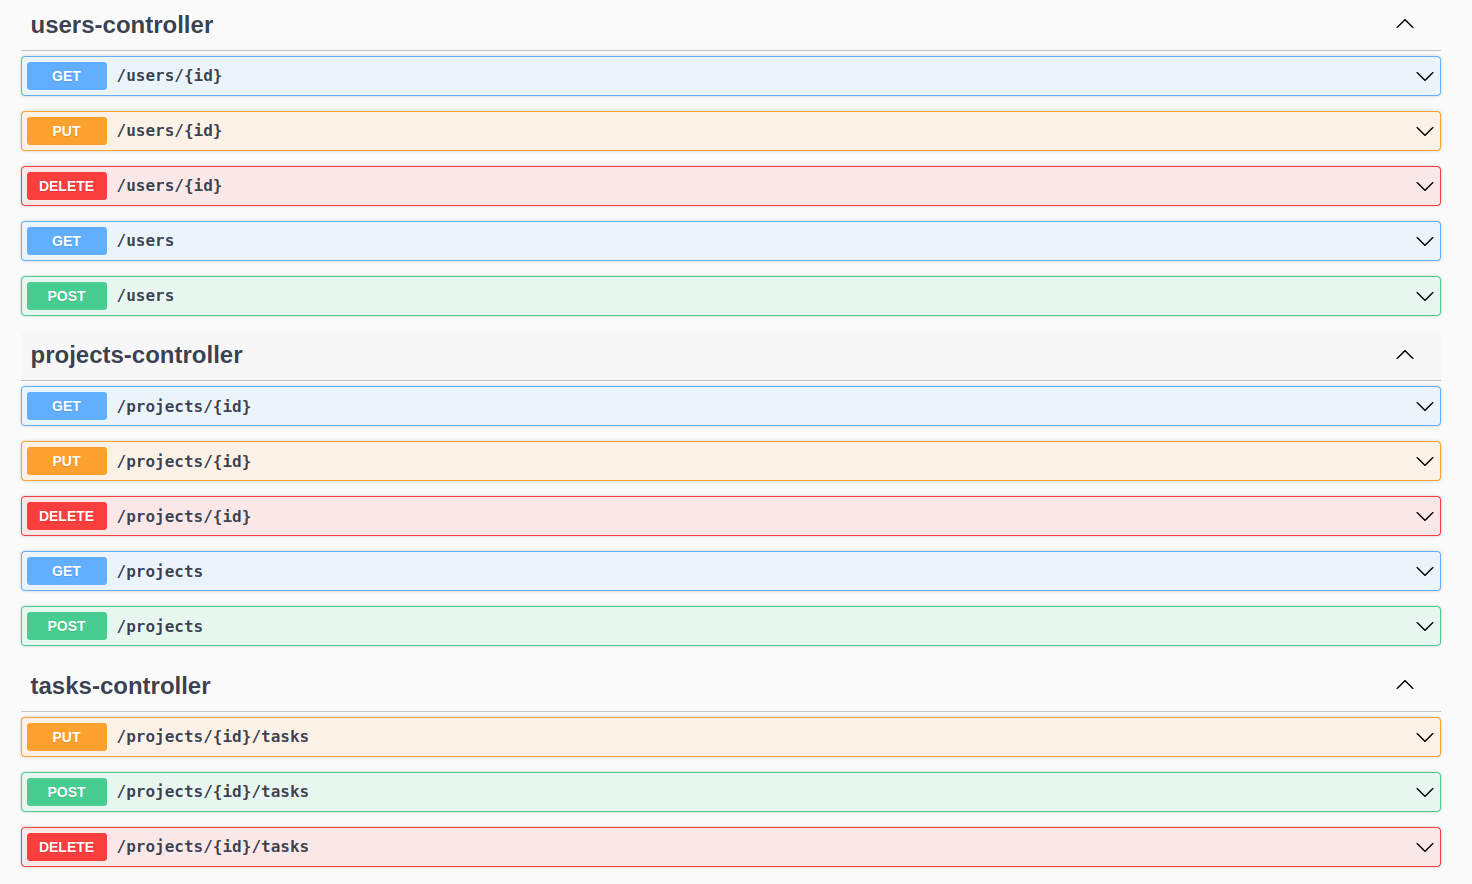 users-controller
GET /users/{id}
PUT /users/{id}
DELETE /users/{id}
GET /users
POST /users
projects-controller
GET /projects/{id}
PUT /projects/{id}
DELETE /projects/{id}
GET /projects
POST /projects
tasks-controller
PUT /projects/{id}/tasks
POST /projects/{id}/tasks
DELETE /projects/{id}/tasks